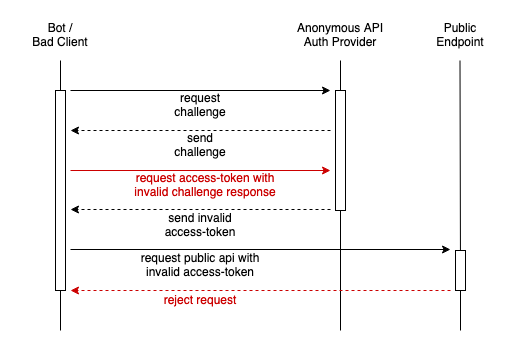 Bot /
Bad Client
Anonymous API
Auth Provider
Public
Endpoint
request
challenge
send
challenge
request access-token with
invalid challenge response
send invalid
access-token
request public api with
invalid access-token
reject request